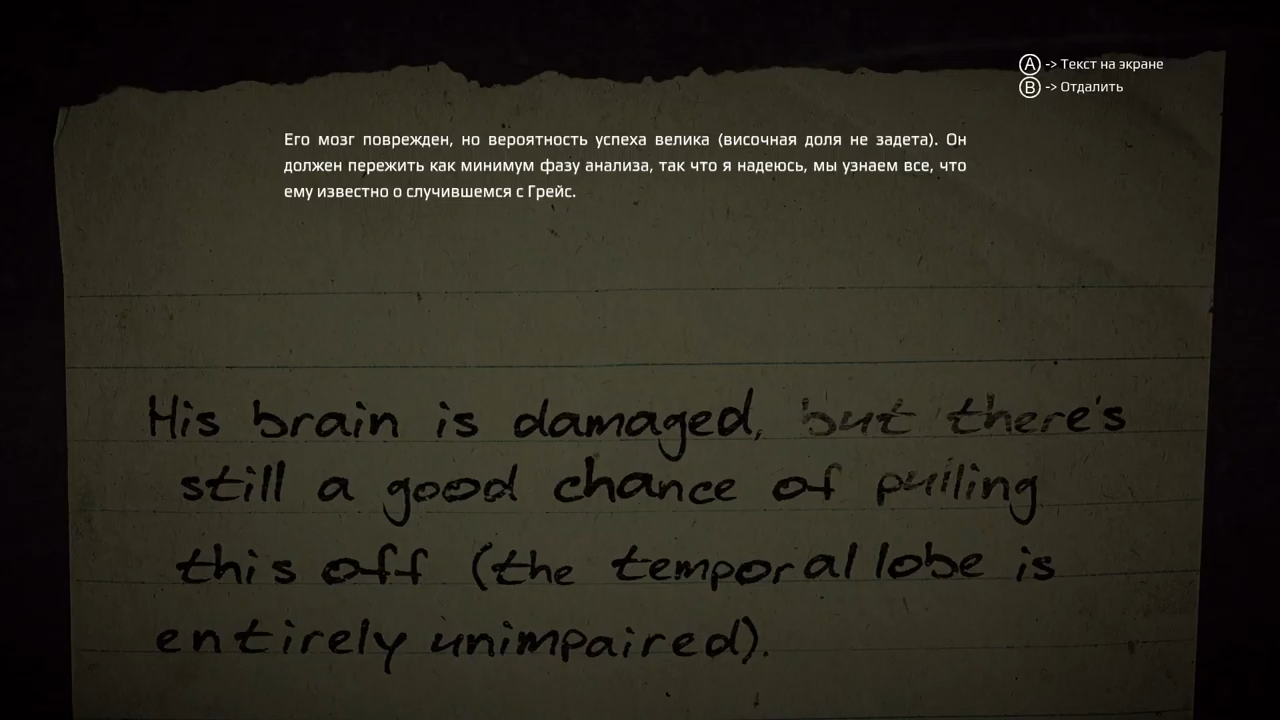 Ⓐ -> Текст на экране
Ⓑ -> Отдалить
Его мозг поврежден, но вероятность успеха велика (височная доля не задета). Он
должен пережить как минимум фазу анализа, так что я надеюсь, мы узнаем все, что
ему известно о случившемся с Грейс.
His brain is damaged, but there's
still a good chance of pulling
this off (the temporal lobe is
entirely unimpaired).